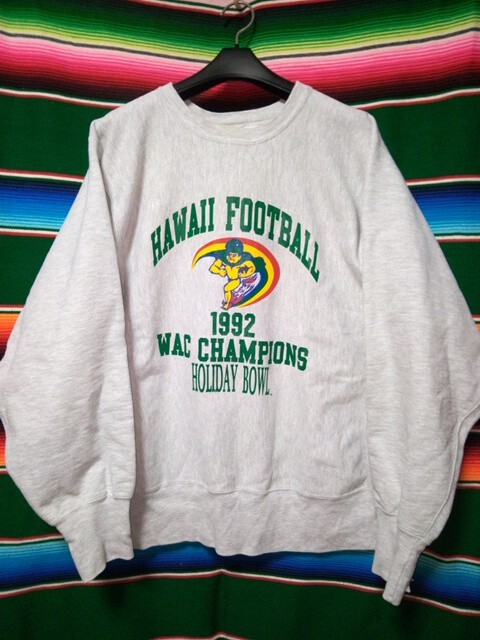 HAWAII FOOTBALL
1992
WAC CHAMPIONS
HOLIDAY BOWL